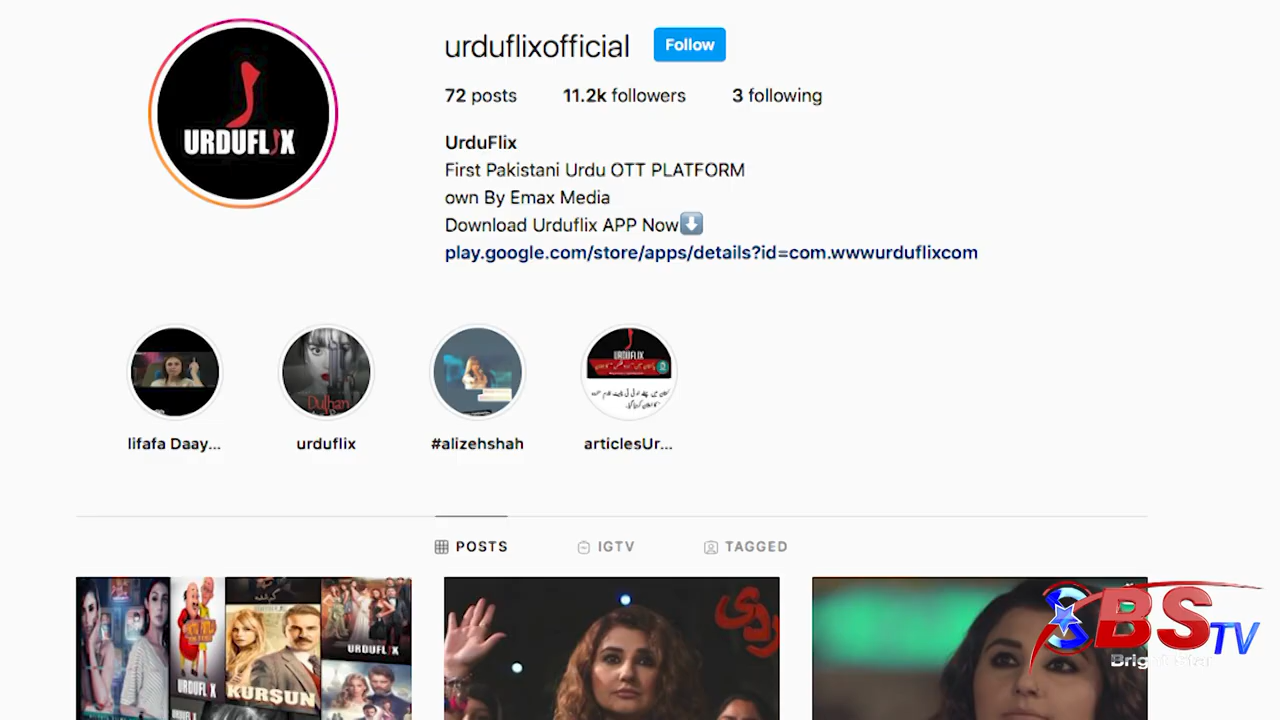 urduflixofficial
Follow
72 posts
11.2k followers
3 following
URDUFLIX
UrduFlix
First Pakistani Urdu OTT PLATFORM
own By Emax Media
Download Urduflix APP Now
play.google.com/store/apps/details?id=com.wwwurduflixcom
Dulhan
URDUFLIX
lifafa Daay...
urduflix
#alizehshah
articlesUr...
POSTS
IGTV
TAGGED
URDUFLIX
KURŞUN
URDUFLIX
BS TV